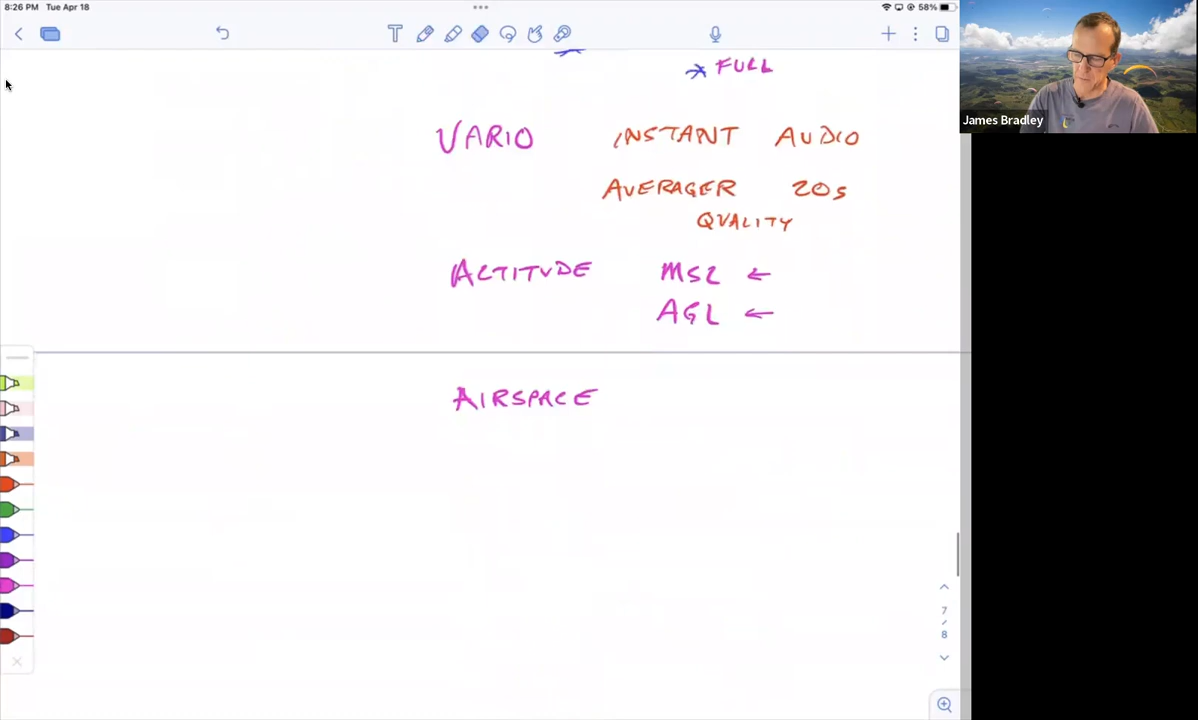 8:26 PM Tue Apr 18
58%
FULL
VARIO INSTANT AUDIO
AVERAGER 20s
QUALITY
ALTITUDE MSL ←
AGL ←
AIRSPACE
James Bradley
7
/
8